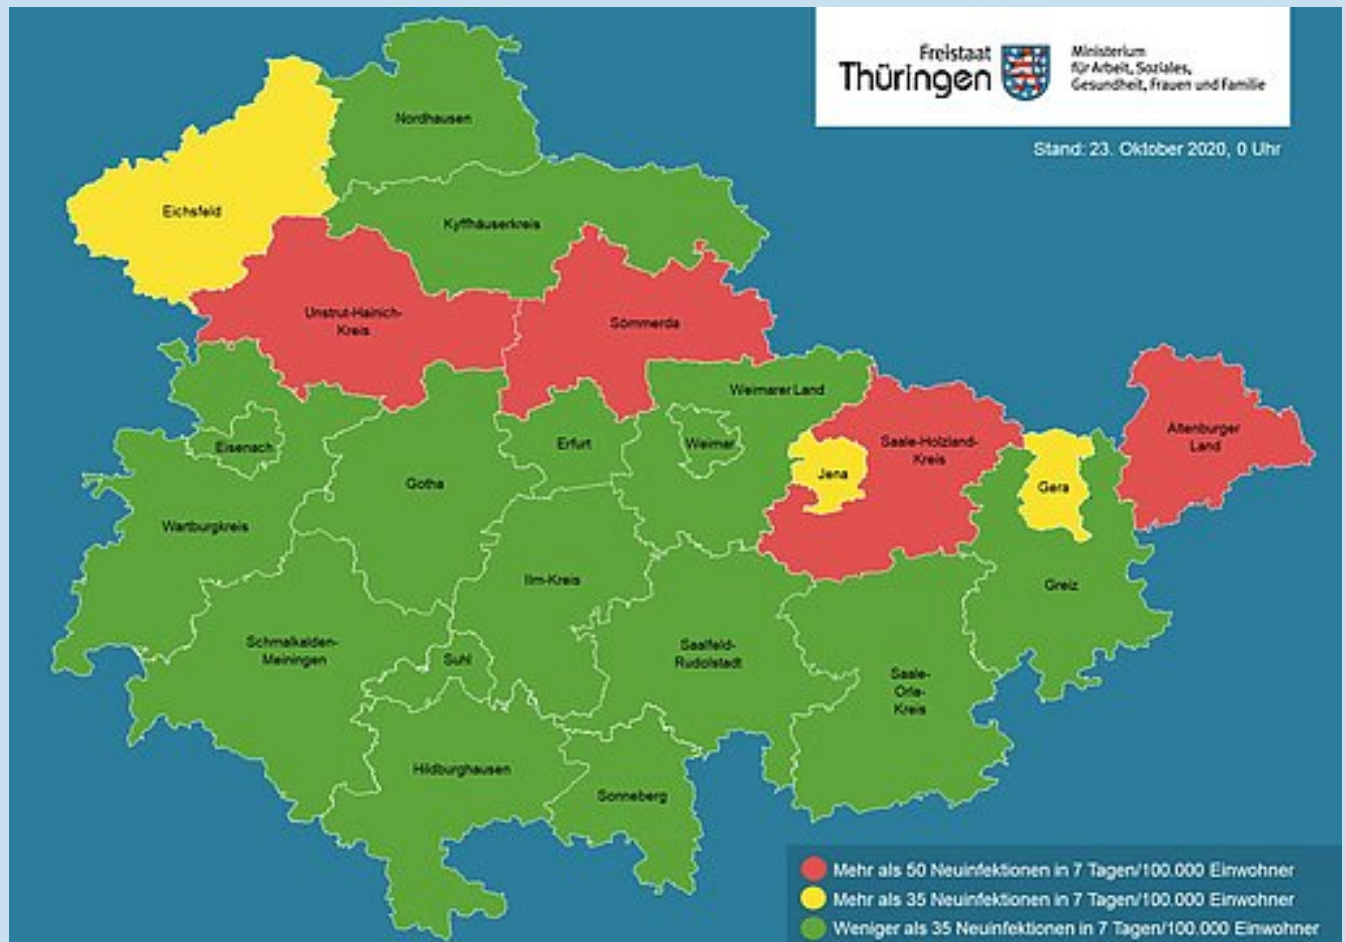 Freistaat
Thüringen
Ministerium
für Arbeit, Soziales,
Gesundheit, Frauen und Familie
Stand: 23. Oktober 2020, 0 Uhr
Nordhausen
Eichsfeld
Kyffhäuserkreis
Unstrut-Hainich-
Kreis
Sömmerda
Weimarer Land
Altenburger
Land
Eisenach
Erfurt
Weimar
Saale-Holzland-
Kreis
Jena
Gera
Gotha
Wartburgkreis
Ilm-Kreis
Greiz
Schmalkalden-
Meiningen
Suhl
Saalfeld-
Rudolstadt
Saale-
Orla-
Kreis
Hildburghausen
Sonneberg
Mehr als 50 Neuinfektionen in 7 Tagen/100.000 Einwohner
Mehr als 35 Neuinfektionen in 7 Tagen/100.000 Einwohner
Weniger als 35 Neuinfektionen in 7 Tagen/100.000 Einwohner